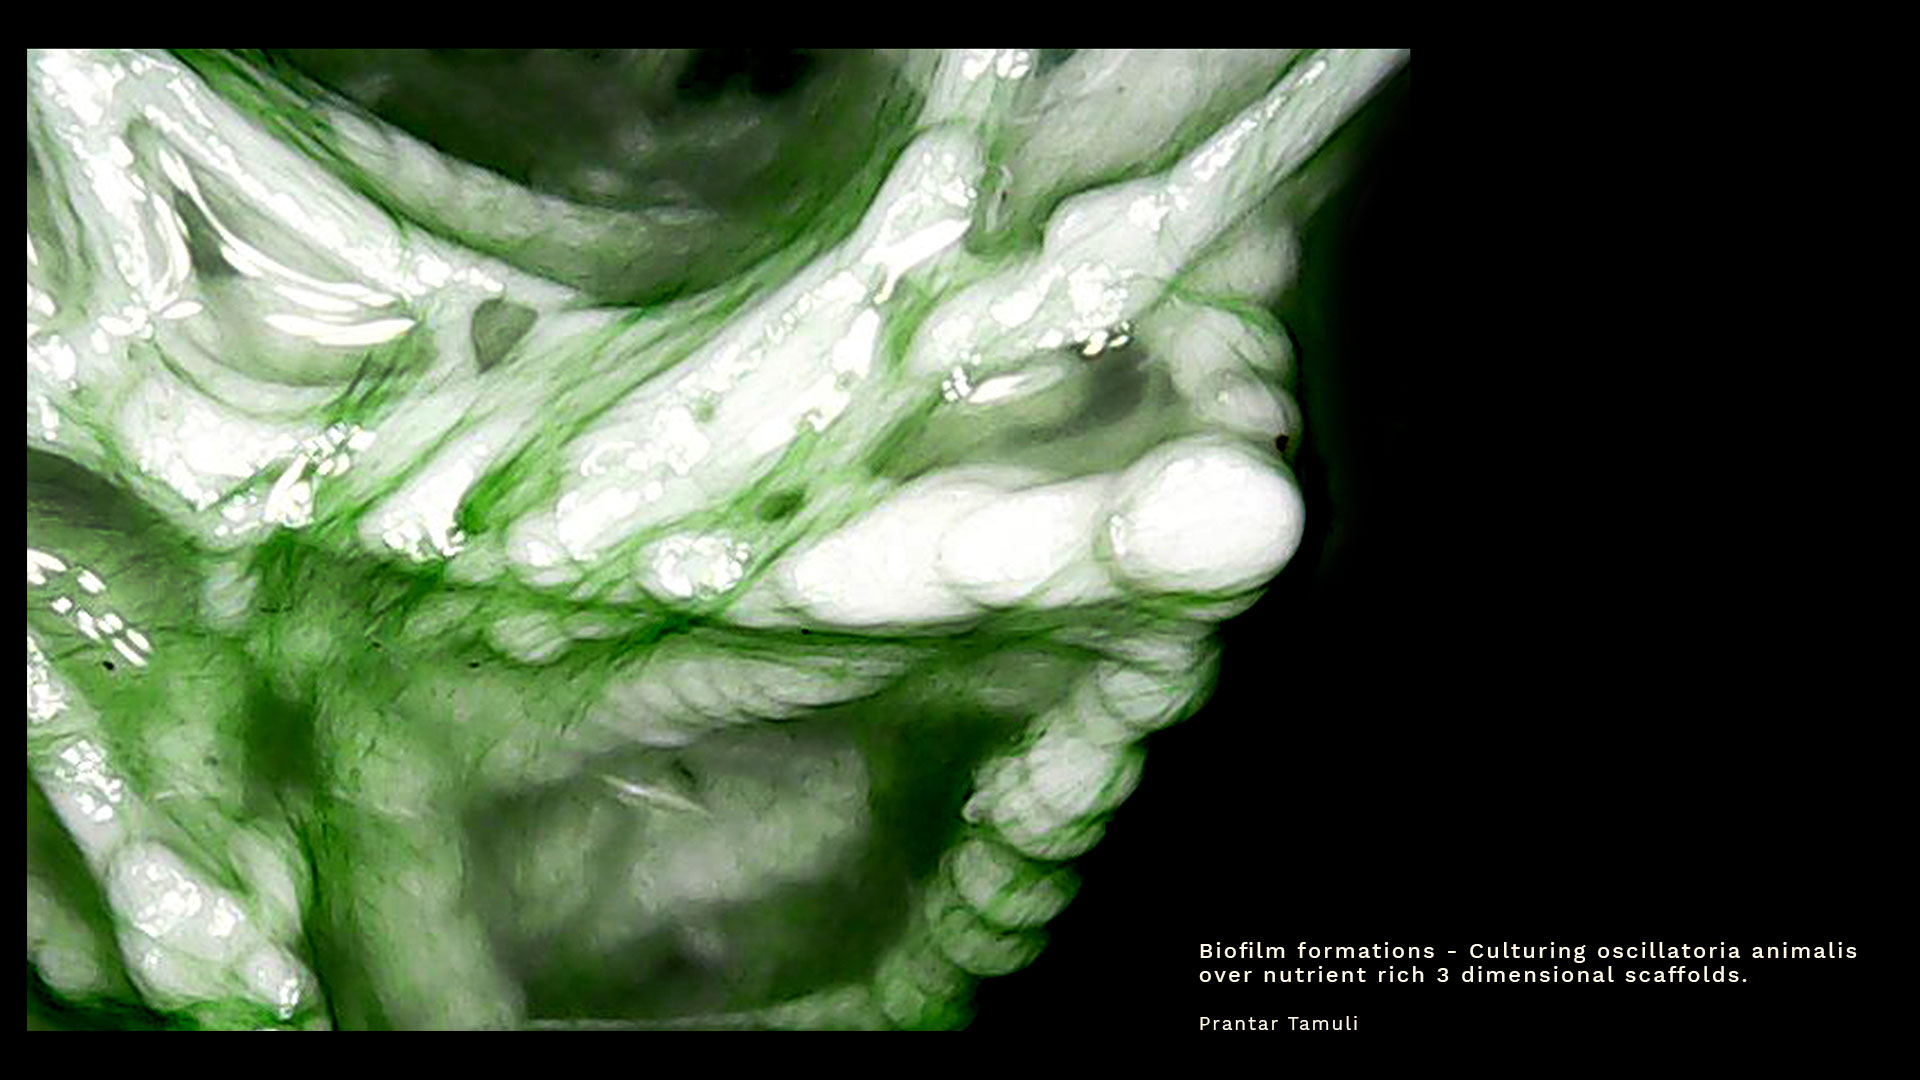 Biofilm formations - Culturing oscillatoria animalis
over nutrient rich 3 dimensional scaffolds.
Prantar Tamuli